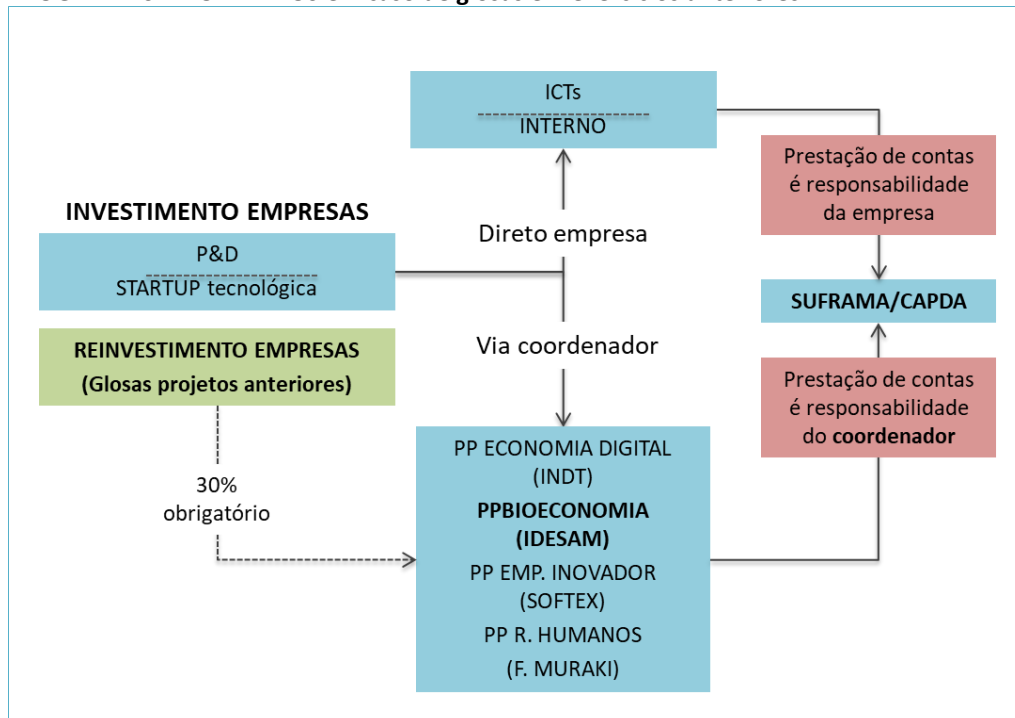 ICTs
INTERNO
Prestação de contas
é responsabilidade
da empresa
INVESTIMENTO EMPRESAS
P&D
STARTUP tecnológica
Direto empresa
SUFRAMA/CAPDA
REINVESTIMENTO EMPRESAS
(Glosas projetos anteriores)
Via coordenador
Prestação de contas
é responsabilidade
do coordenador
30%
obrigatório
PP ECONOMIA DIGITAL
(INDT)
PPBIOECONOMIA
(IDESAM)
PP EMP. INOVADOR
(SOFTEX)
PP R. HUMANOS
(F. MURAKI)